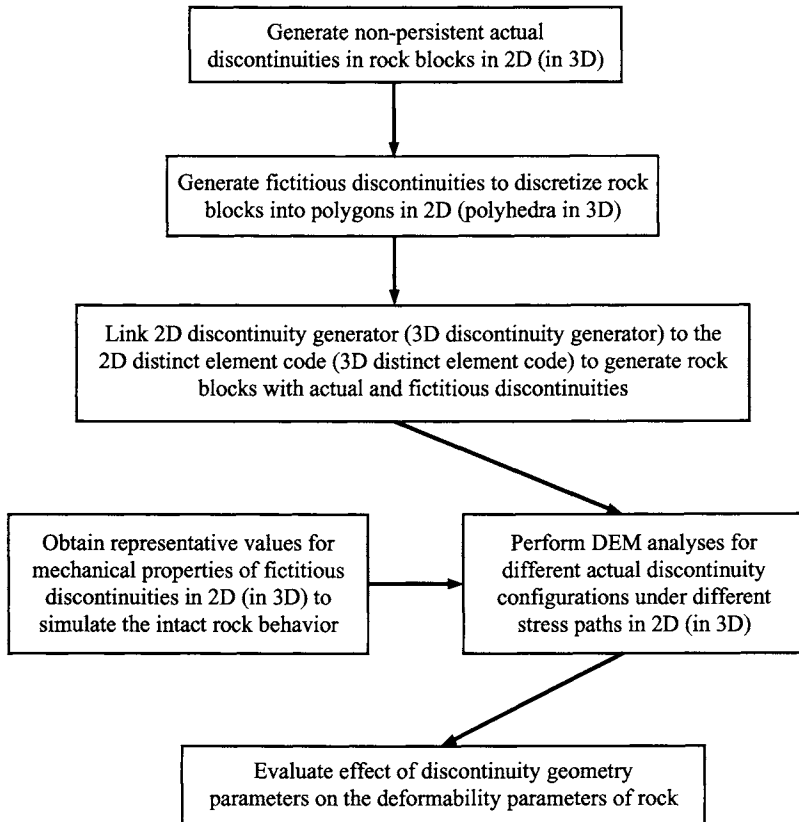 Generate non-persistent actual
discontinuities in rock blocks in 2D (in 3D)
Generate fictitious discontinuities to discretize rock
blocks into polygons in 2D (polyhedra in 3D)
Link 2D discontinuity generator (3D discontinuity generator) to the
2D distinct element code (3D distinct element code) to generate rock
blocks with actual and fictitious discontinuities
Obtain representative values for
mechanical properties of fictitious
discontinuities in 2D (in 3D) to
simulate the intact rock behavior
Perform DEM analyses for
different actual discontinuity
configurations under different
stress paths in 2D (in 3D)
Evaluate effect of discontinuity geometry
parameters on the deformability parameters of rock